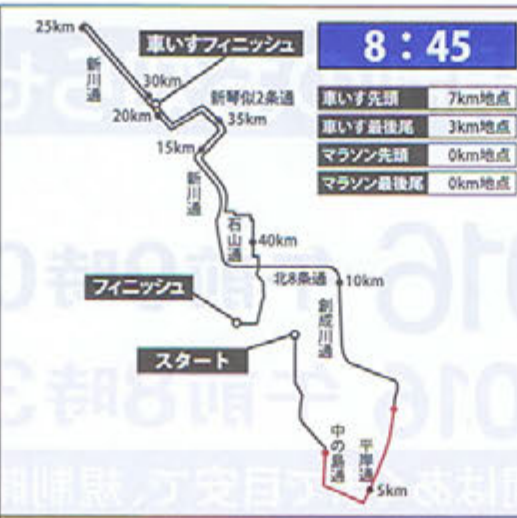 25km
車いすフィニッシュ
8：45
新川通
30km
新琴似2条通
20km
35km
15km
新川通
車いす先頭 7km地点
車いす最後尾 3km地点
マラソン先頭 0km地点
マラソン最後尾 0km地点
石山通
40km
北8条通
10km
フィニッシュ
創成川通
スタート
中の島通
平岸通
5km